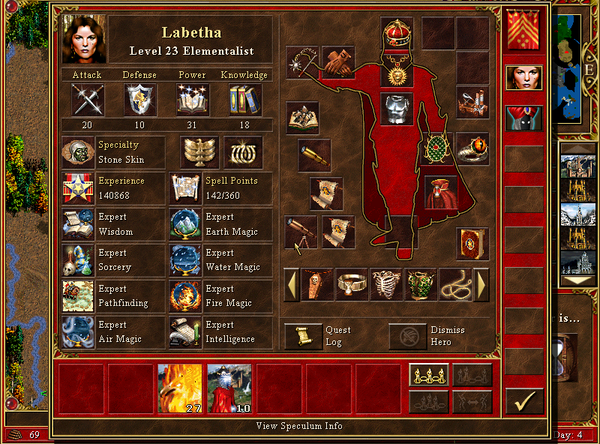 Labetha
Level 23 Elementalist
Attack Defense Power Knowledge
20 10 31 18
Specialty
Stone Skin
Experience
140868
Spell Points
142/360
Expert
Wisdom
Expert
Earth Magic
Expert
Sorcery
Expert
Water Magic
Expert
Pathfinding
Expert
Fire Magic
Expert
Air Magic
Expert
Intelligence
Quest
Log
Dismiss
Hero
27
10
View Speculum Info
69
is...
Day: 4